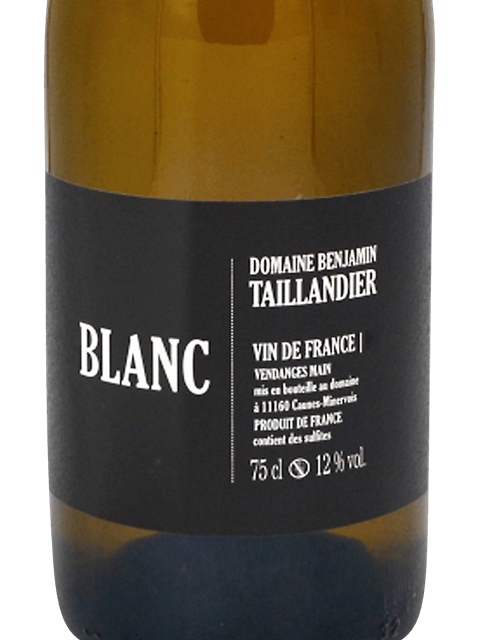 BLANC
DOMAINE BENJAMIN
TAILLANDIER
VIN DE FRANCE |
VENDANGES MAIN
mis en bouteille au domaine
à 11160 Caunes-Minervois
PRODUIT DE FRANCE
contient des sulfites
75 cl 12 % vol.